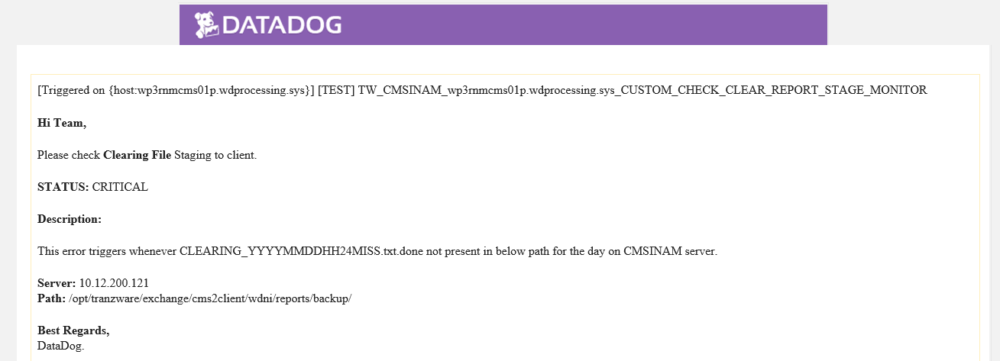 DATADOG
[Triggered on {host:wp3rnmcms01p.wdprocessing.sys}] [TEST] TW_CMSINAM_wp3rnmcms01p.wdprocessing.sys_CUSTOM_CHECK_CLEAR_REPORT_STAGE_MONITOR
Hi Team,
Please check Clearing File Staging to client.
STATUS: CRITICAL
Description:
This error triggers whenever CLEARING_YYYYMMDDHH24MISS.txt.done not present in below path for the day on CMSINAM server.
Server: 10.12.200.121
Path: /opt/tranzware/exchange/cms2client/wdni/reports/backup/
Best Regards,
DataDog.